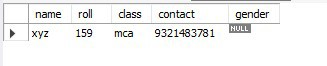 name roll class contact gender
xyz 159 mca 9321483781 NULL